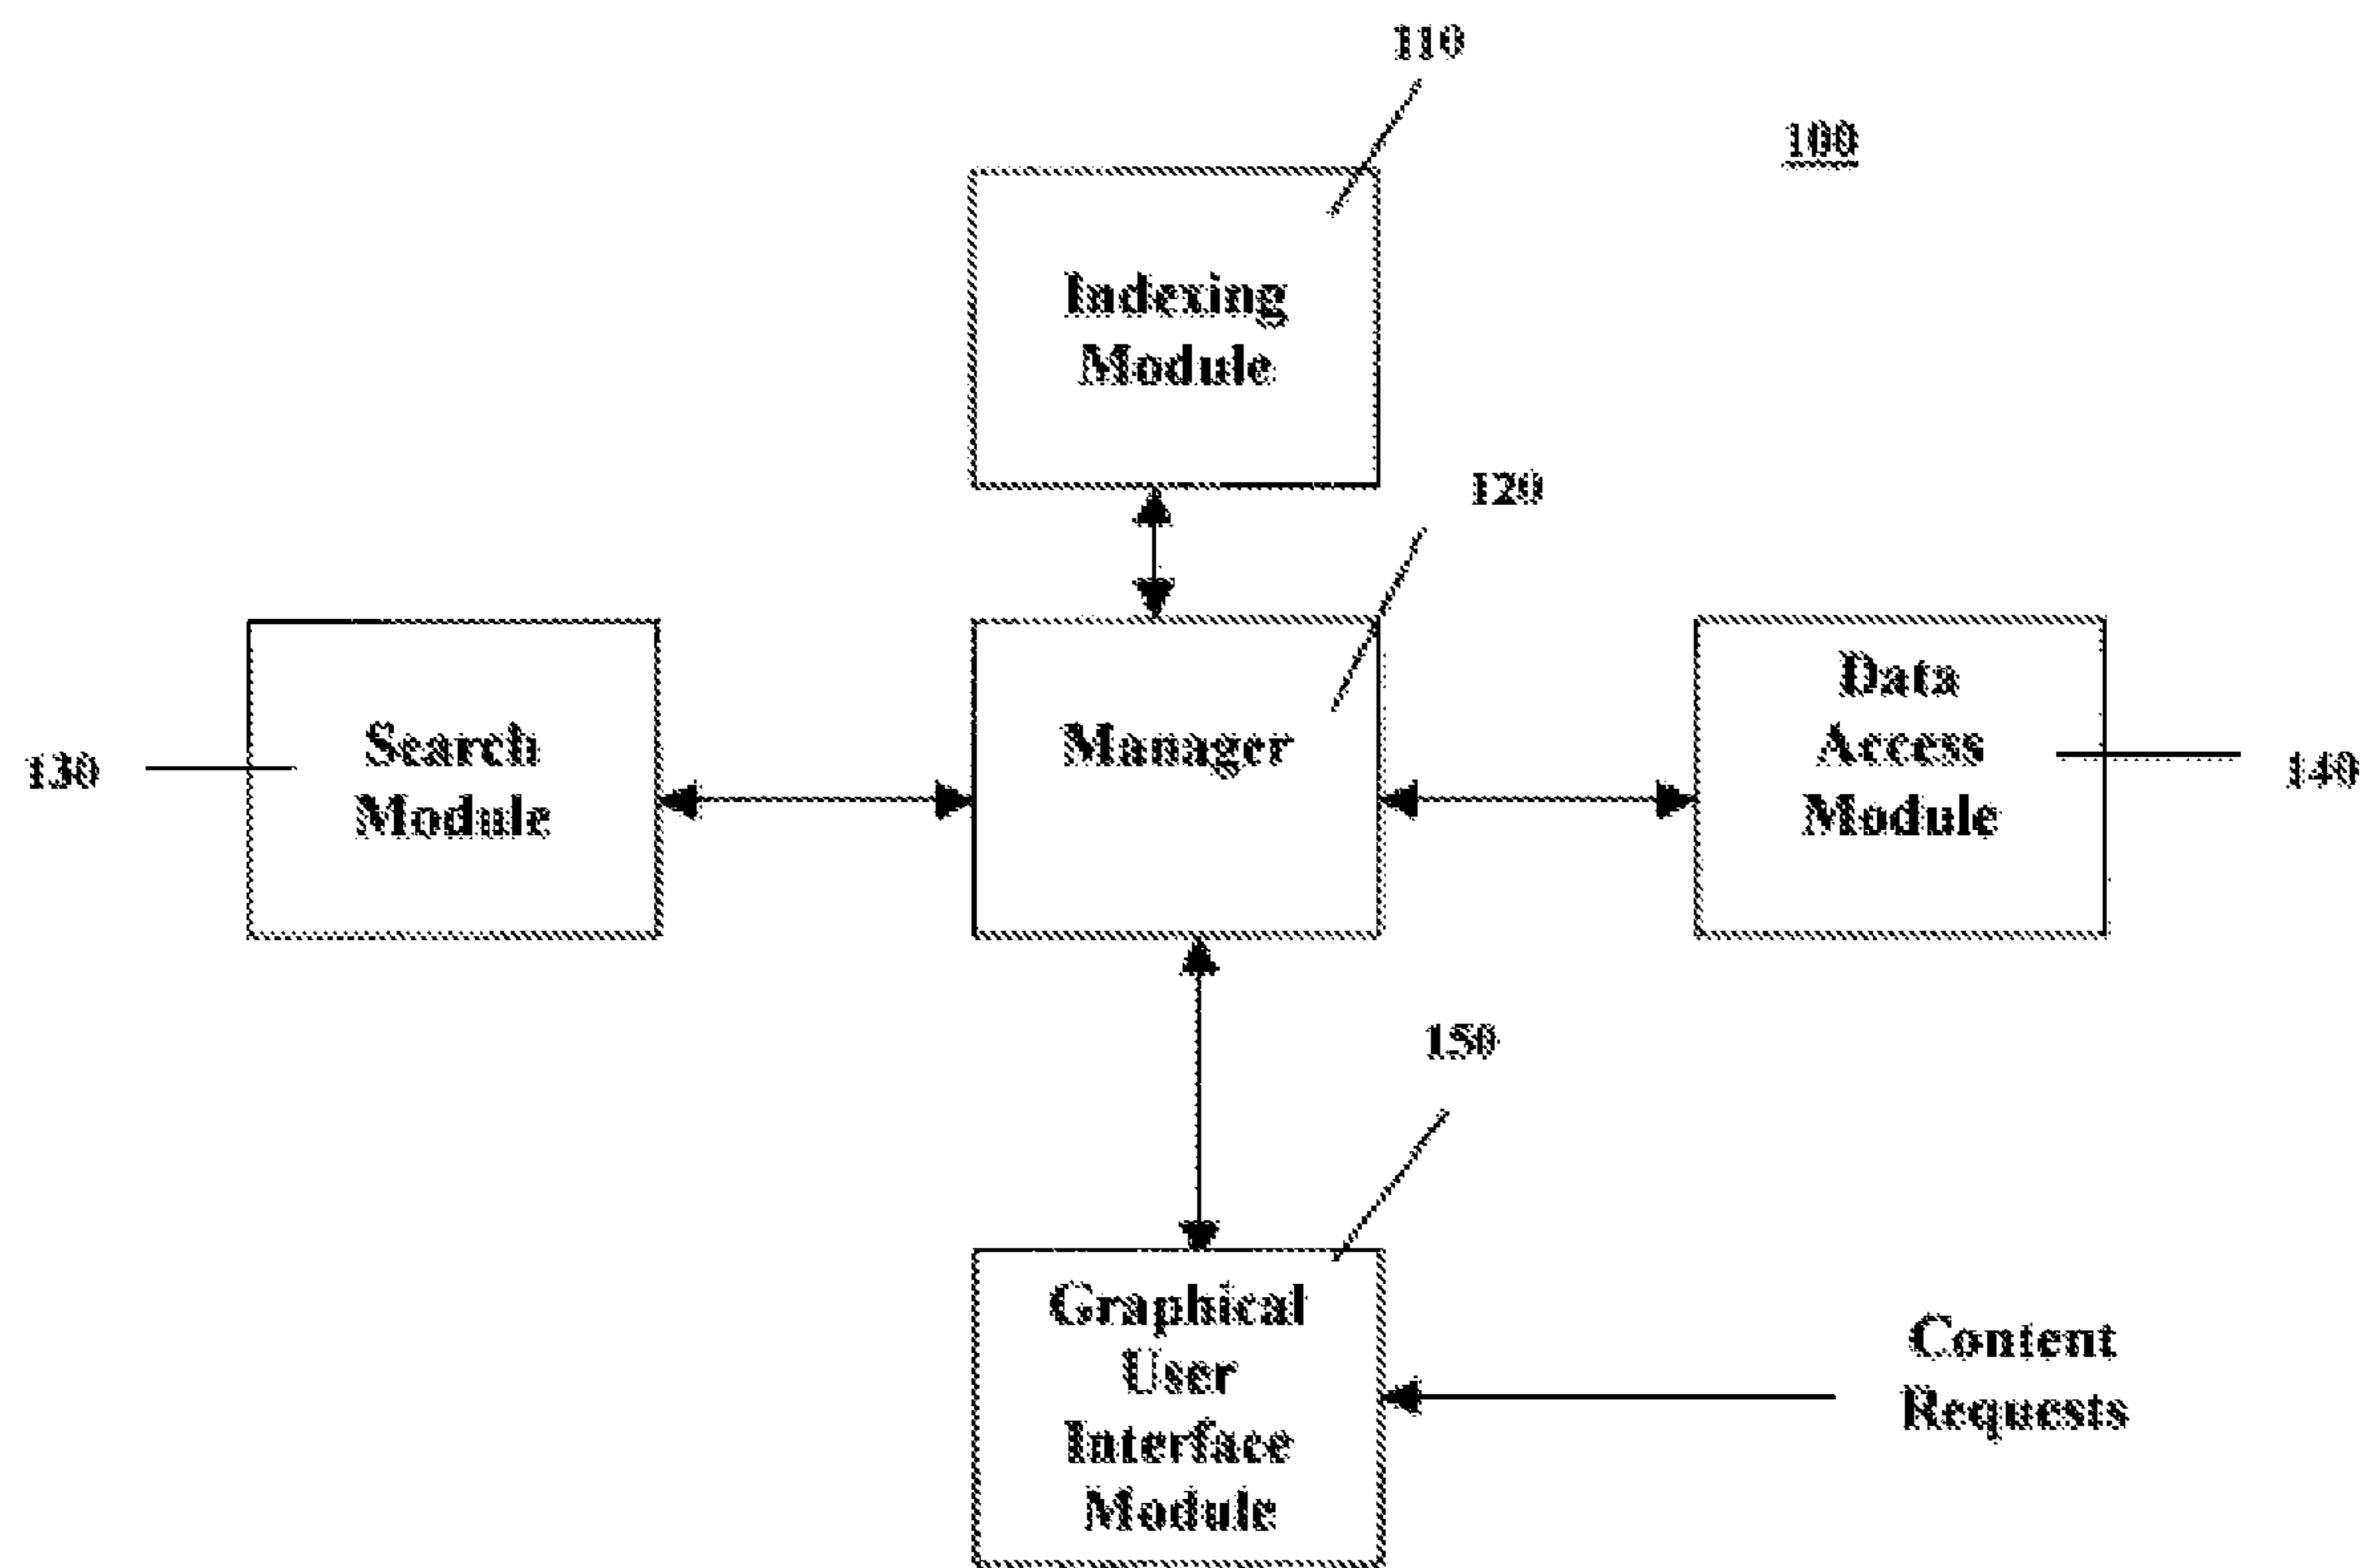 110
100
Indexing
Module
120
Search
Module
130
Manager
Data
Access
Module
140
150
Graphical
User
Interface
Module
Content
Requests